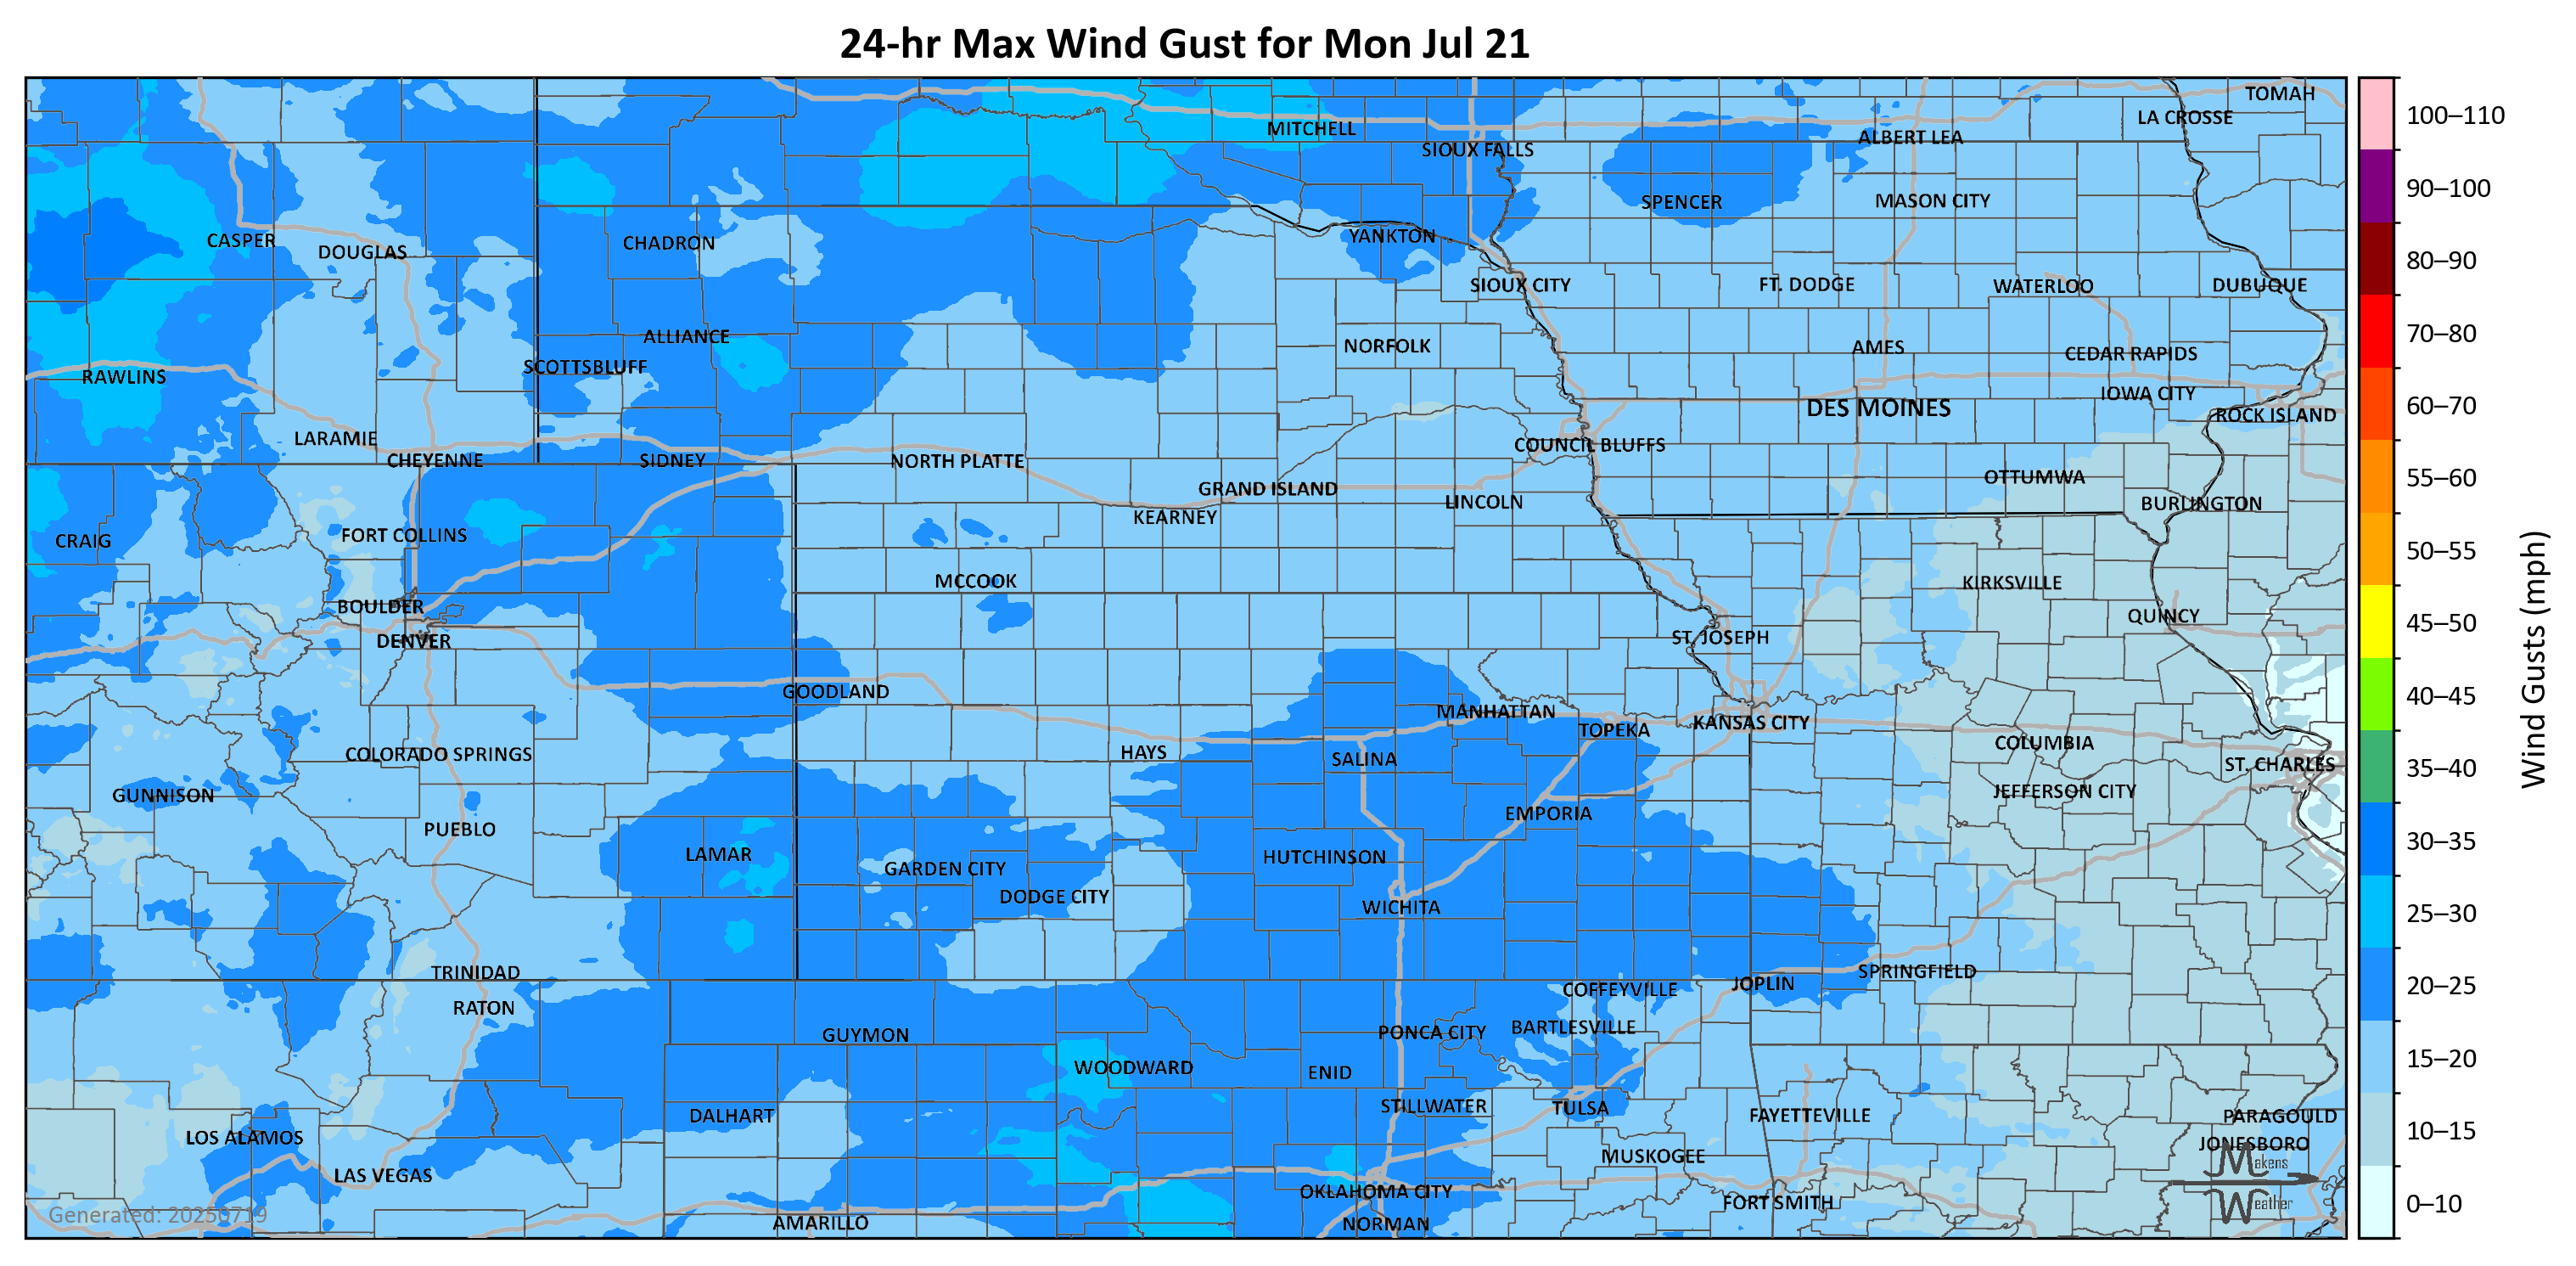 24-hr Max Wind Gust for Mon Jul 21
TOMAH
LA CROSSE
MITCHELL
ALBERT LEA
SIOUX FALLS
SPENCER
MASON CITY
CASPER
DOUGLAS
CHADRON
YANKTON
SIOUX CITY
FT. DODGE
WATERLOO
DUBUQUE
ALLIANCE
NORFOLK
AMES
CEDAR RAPIDS
SCOTTSBLUFF
RAWLINS
IOWA CITY
DES MOINES
ROCK ISLAND
LARAMIE
COUNCIL BLUFFS
CHEYENNE
SIDNEY
NORTH PLATTE
OTTUMWA
GRAND ISLAND
LINCOLN
BURLINGTON
KEARNEY
CRAIG
FORT COLLINS
MCCOOK
KIRKSVILLE
BOULDER
QUINCY
DENVER
ST. JOSEPH
GOODLAND
MANHATTAN
KANSAS CITY
TOPEKA
COLUMBIA
COLORADO SPRINGS
HAYS
SALINA
ST. CHARLES
GUNNISON
JEFFERSON CITY
EMPORIA
PUEBLO
LAMAR
HUTCHINSON
GARDEN CITY
DODGE CITY
WICHITA
TRINIDAD
SPRINGFIELD
JOPLIN
COFFEYVILLE
RATON
GUYMON
PONCA CITY
BARTLESVILLE
WOODWARD
ENID
DALHART
STILLWATER
TULSA
FAYETTEVILLE
PARAGOULD
LOS ALAMOS
JONESBORO
MUSKOGEE
LAS VEGAS
OKLAHOMA CITY
FORT SMITH
AMARILLO
NORMAN
Generated: 20250719
Makens
Weather
100–110
90–100
80–90
70–80
60–70
55–60
50–55
45–50
40–45
35–40
30–35
25–30
20–25
15–20
10–15
0–10
Wind Gusts (mph)